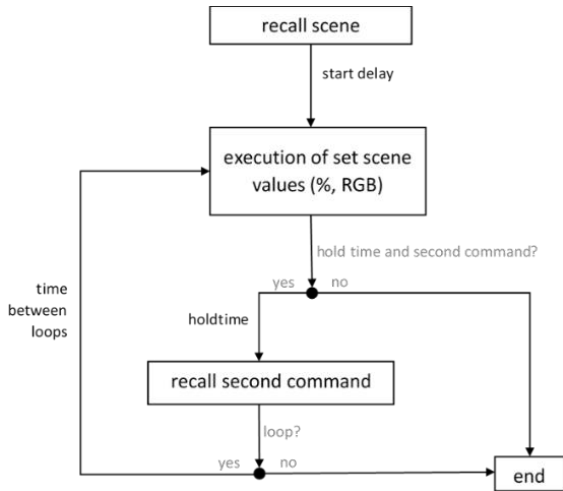 recall scene
start delay
execution of set scene
values (%, RGB)
hold time and second command?
yes no
time
between
loops
holdtime
recall second command
loop?
yes no
end